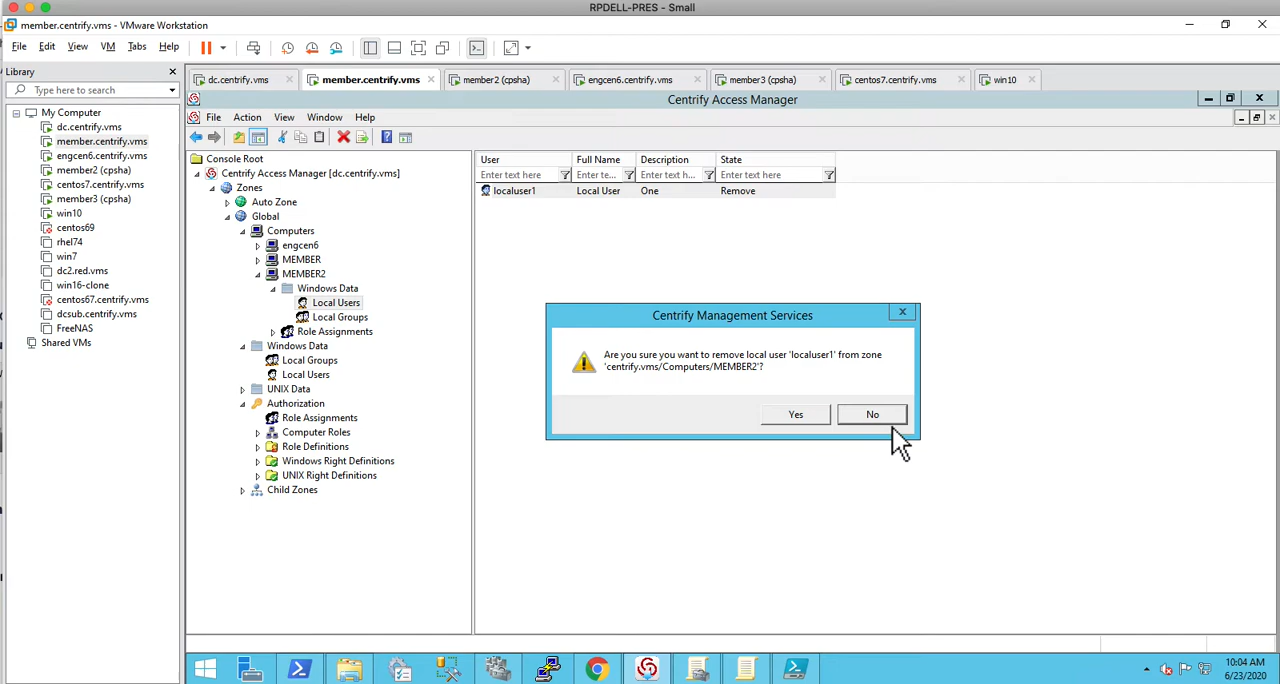 RPDELL-PRES - Small
member.centrify.vms - VMware Workstation
File Edit View VM Tabs Help
Library
Type here to search
My Computer
dc.centrify.vms
member.centrify.vms
engcen6.centrify.vms
member2 (cpsha)
centos7.centrify.vms
member3 (cpsha)
win10
centos69
rhel74
win7
dc2.red.vms
win16-clone
centos67.centrify.vms
dcsub.centrify.vms
FreeNAS
Shared VMs
dc.centrify.vms member.centrify.vms member2 (cpsha) engcen6.centrify.vms member3 (cpsha) centos7.centrify.vms win10
Centrify Access Manager
File Action View Window Help
Console Root
Centrify Access Manager [dc.centrify.vms]
Zones
Auto Zone
Global
Computers
engcen6
MEMBER
MEMBER2
Windows Data
Local Users
Local Groups
Role Assignments
Windows Data
Local Groups
Local Users
UNIX Data
Authorization
Role Assignments
Computer Roles
Role Definitions
Windows Right Definitions
UNIX Right Definitions
Child Zones
User Full Name Description State
Enter text here Enter te... Enter text h... Enter text here
localuser1 Local User One Remove
Centrify Management Services
Are you sure you want to remove local user 'localuser1' from zone
'centrify.vms/Computers/MEMBER2'?
Yes No
10:04 AM
6/23/2020